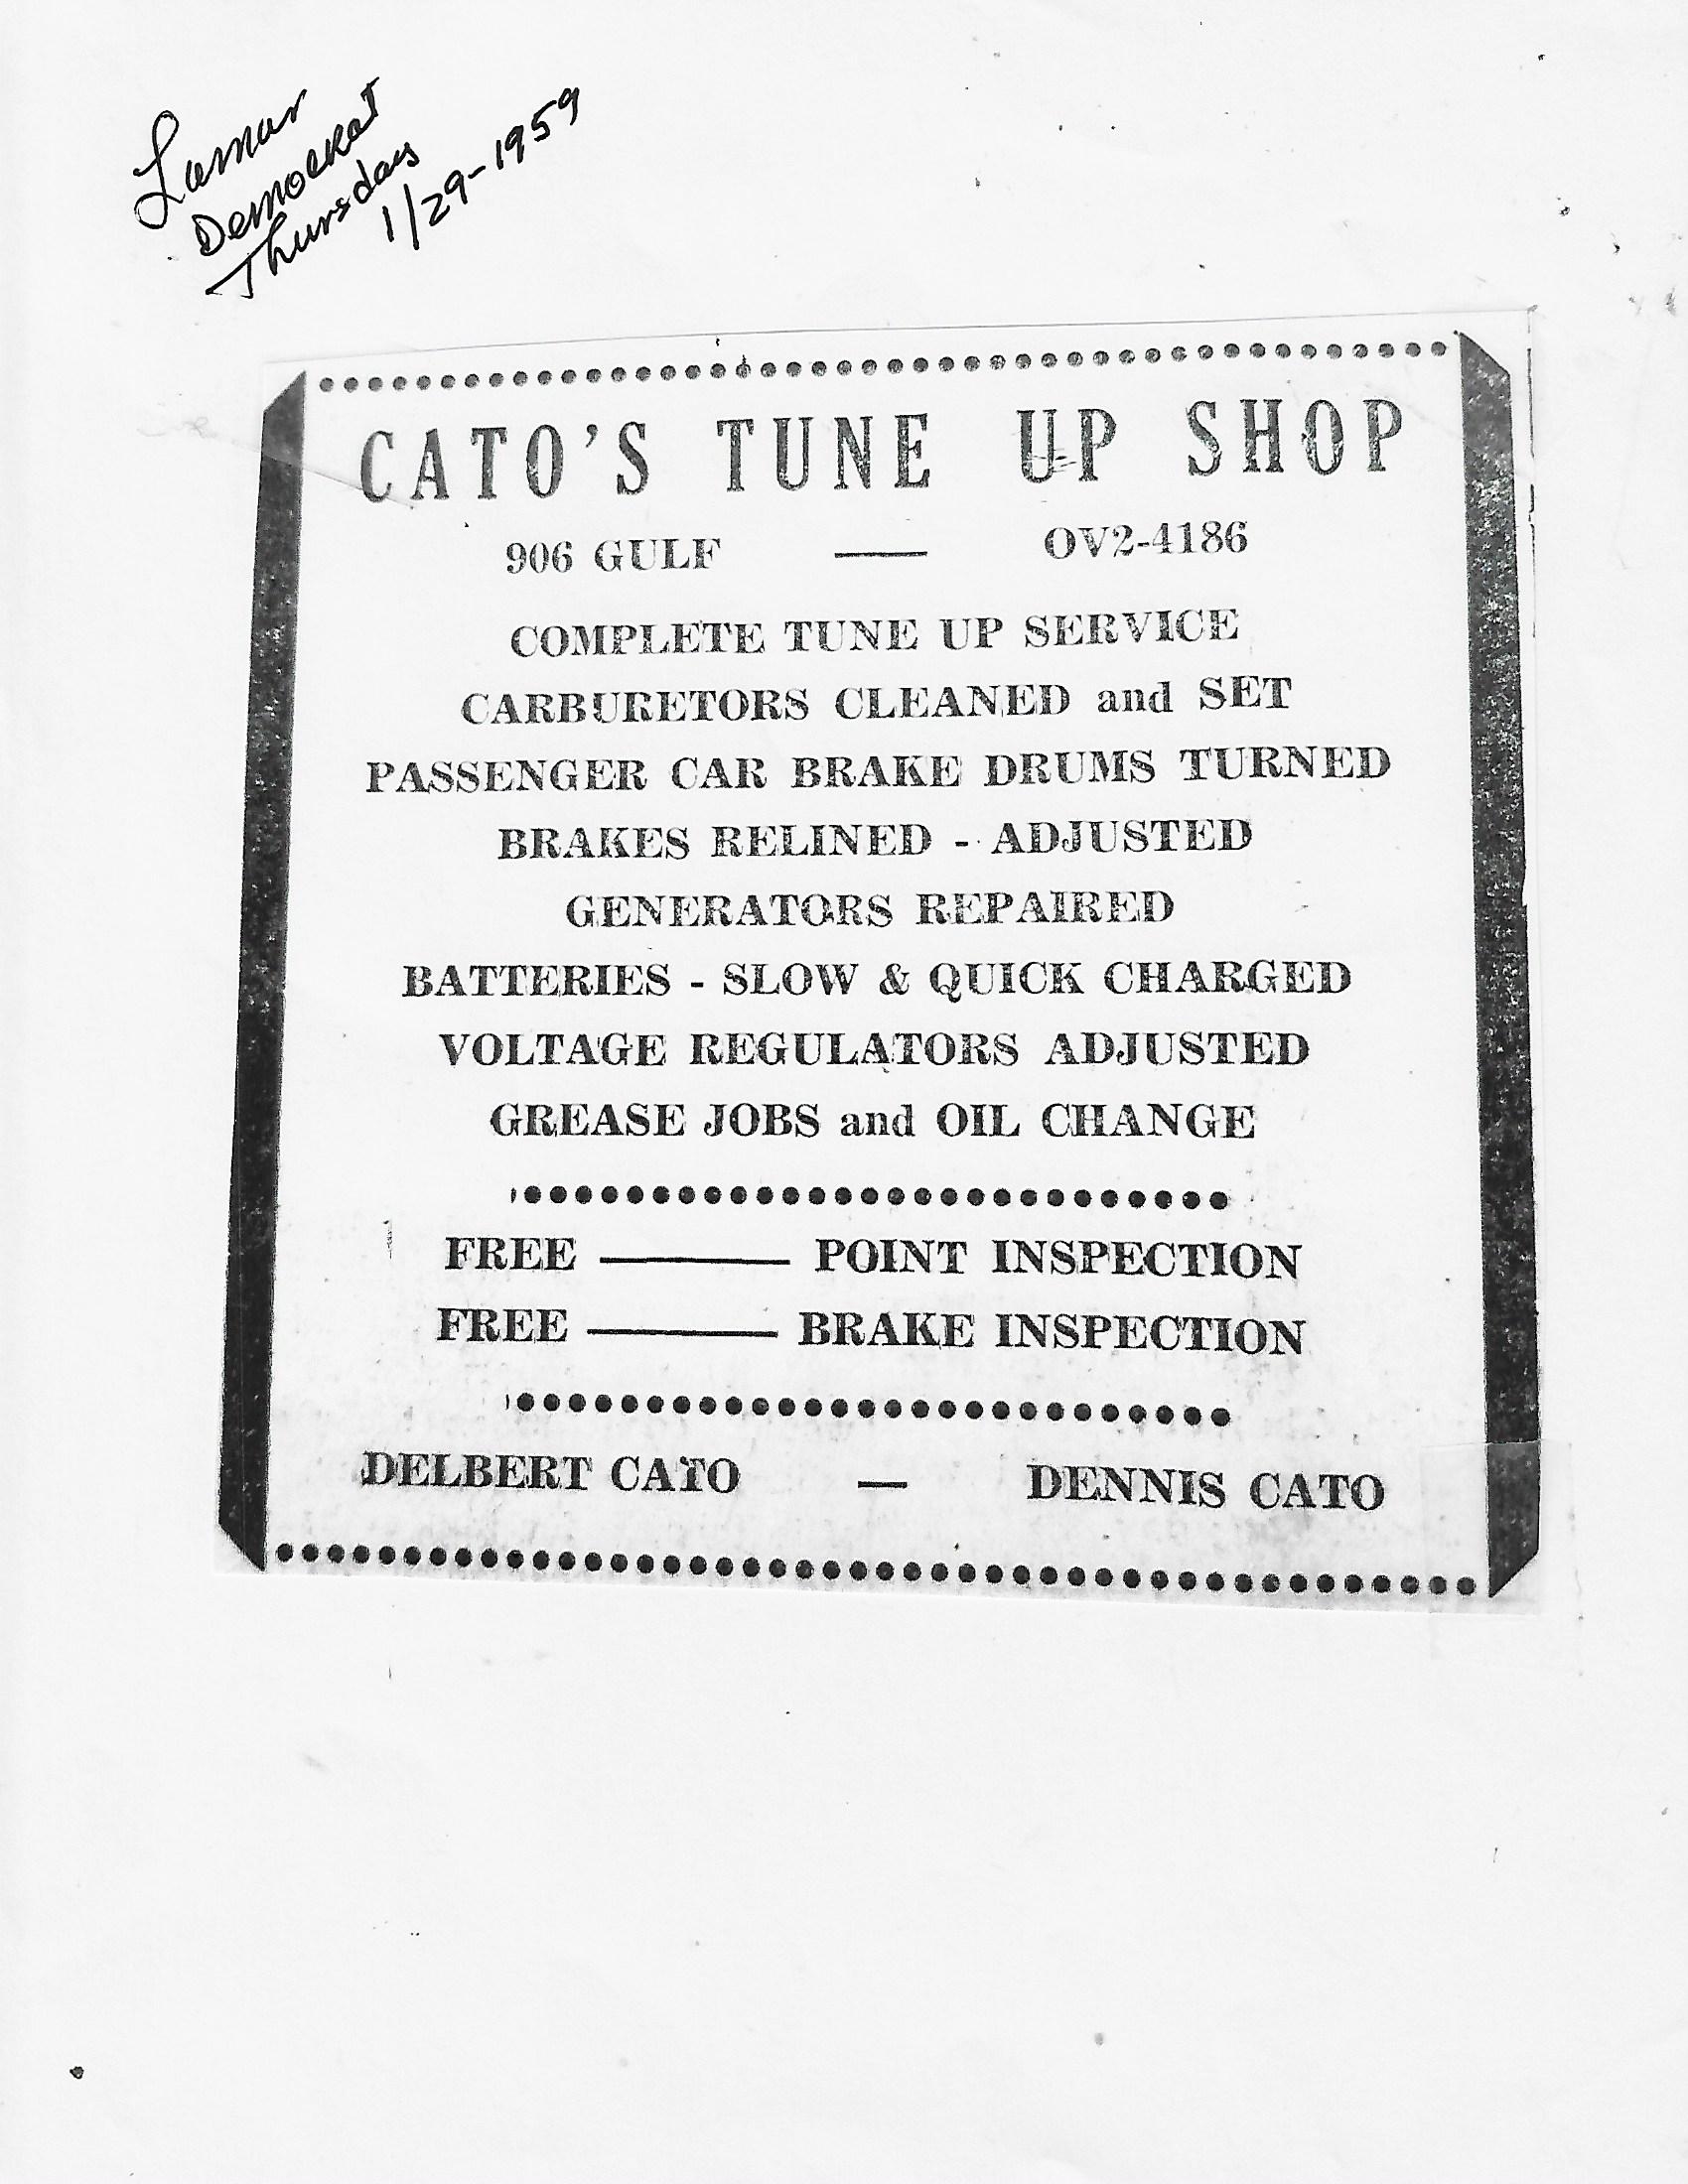 Lamar
Democrat
Thursday
1/29-1959
CATO'S TUNE UP SHOP
906 GULF — OV2-4186
COMPLETE TUNE UP SERVICE
CARBURETORS CLEANED and SET
PASSENGER CAR BRAKE DRUMS TURNED
BRAKES RELINED - ADJUSTED
GENERATORS REPAIRED
BATTERIES - SLOW & QUICK CHARGED
VOLTAGE REGULATORS ADJUSTED
GREASE JOBS and OIL CHANGE
FREE — POINT INSPECTION
FREE — BRAKE INSPECTION
DELBERT CATO — DENNIS CATO